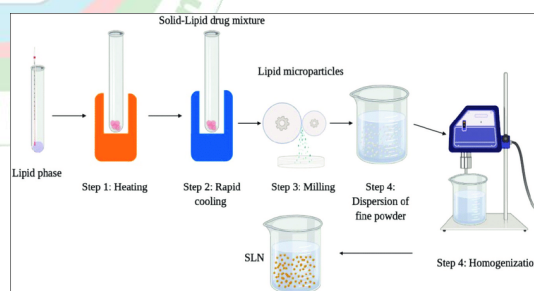 Solid-Lipid drug mixture
Lipid microparticles
Lipid phase
Step 1: Heating
Step 2: Rapid
cooling
Step 3: Milling
Step 4:
Dispersion of
fine powder
SLN
Step 4: Homogenizatio